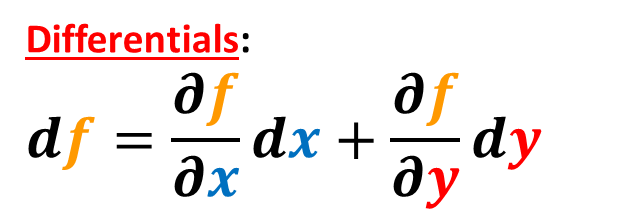 Differentials:
df = ∂f/∂x dx + ∂f/∂y dy